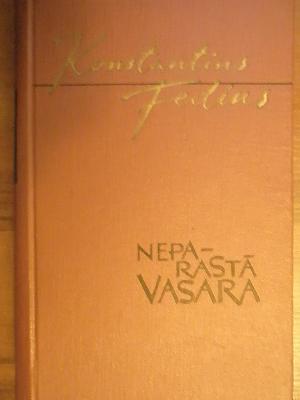 Konstantins
Fedins
NEPA-
RASTĀ
VASARA